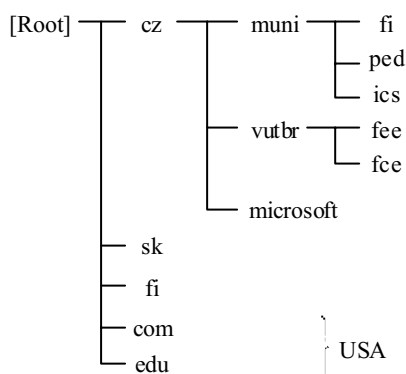 [Root] cz muni fi
ped
ics
vutbr fee
fce
microsoft
sk
fi
com
edu
USA